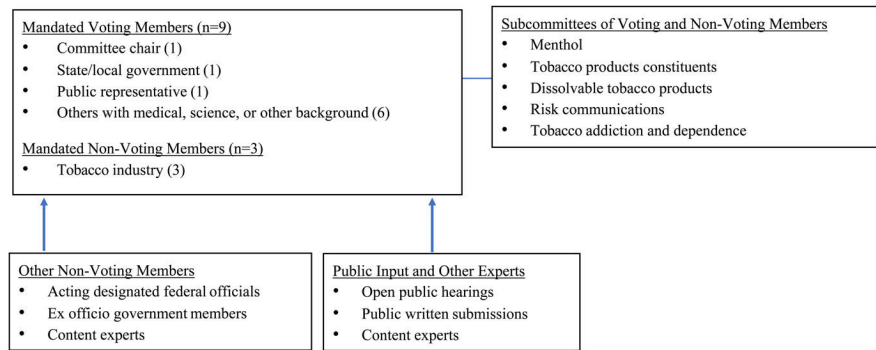 Mandated Voting Members (n=9)
• Committee chair (1)
• State/local government (1)
• Public representative (1)
• Others with medical, science, or other background (6)
Mandated Non-Voting Members (n=3)
• Tobacco industry (3)
Subcommittees of Voting and Non-Voting Members
• Menthol
• Tobacco products constituents
• Dissolvable tobacco products
• Risk communications
• Tobacco addiction and dependence
Other Non-Voting Members
• Acting designated federal officials
• Ex officio government members
• Content experts
Public Input and Other Experts
• Open public hearings
• Public written submissions
• Content experts